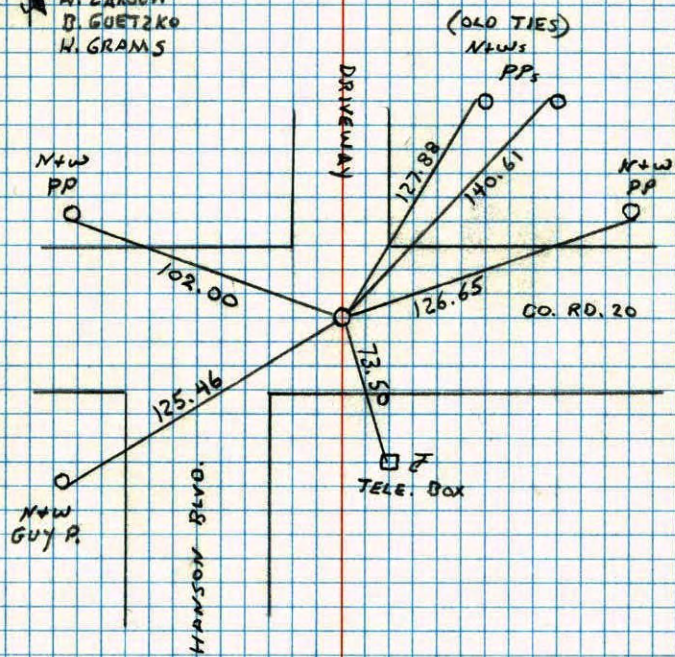 B. GUETZKO
W. GRAMS
(OLD TIES)
N+Ws
PPs
DRIVEWAY
N+W
PP
N+W
PP
127.88
140.61
102.00
126.65
CO. RD. 20
73.50
125.46
TELE. BOX
N+W
GUY P.
HANSON BLVD.